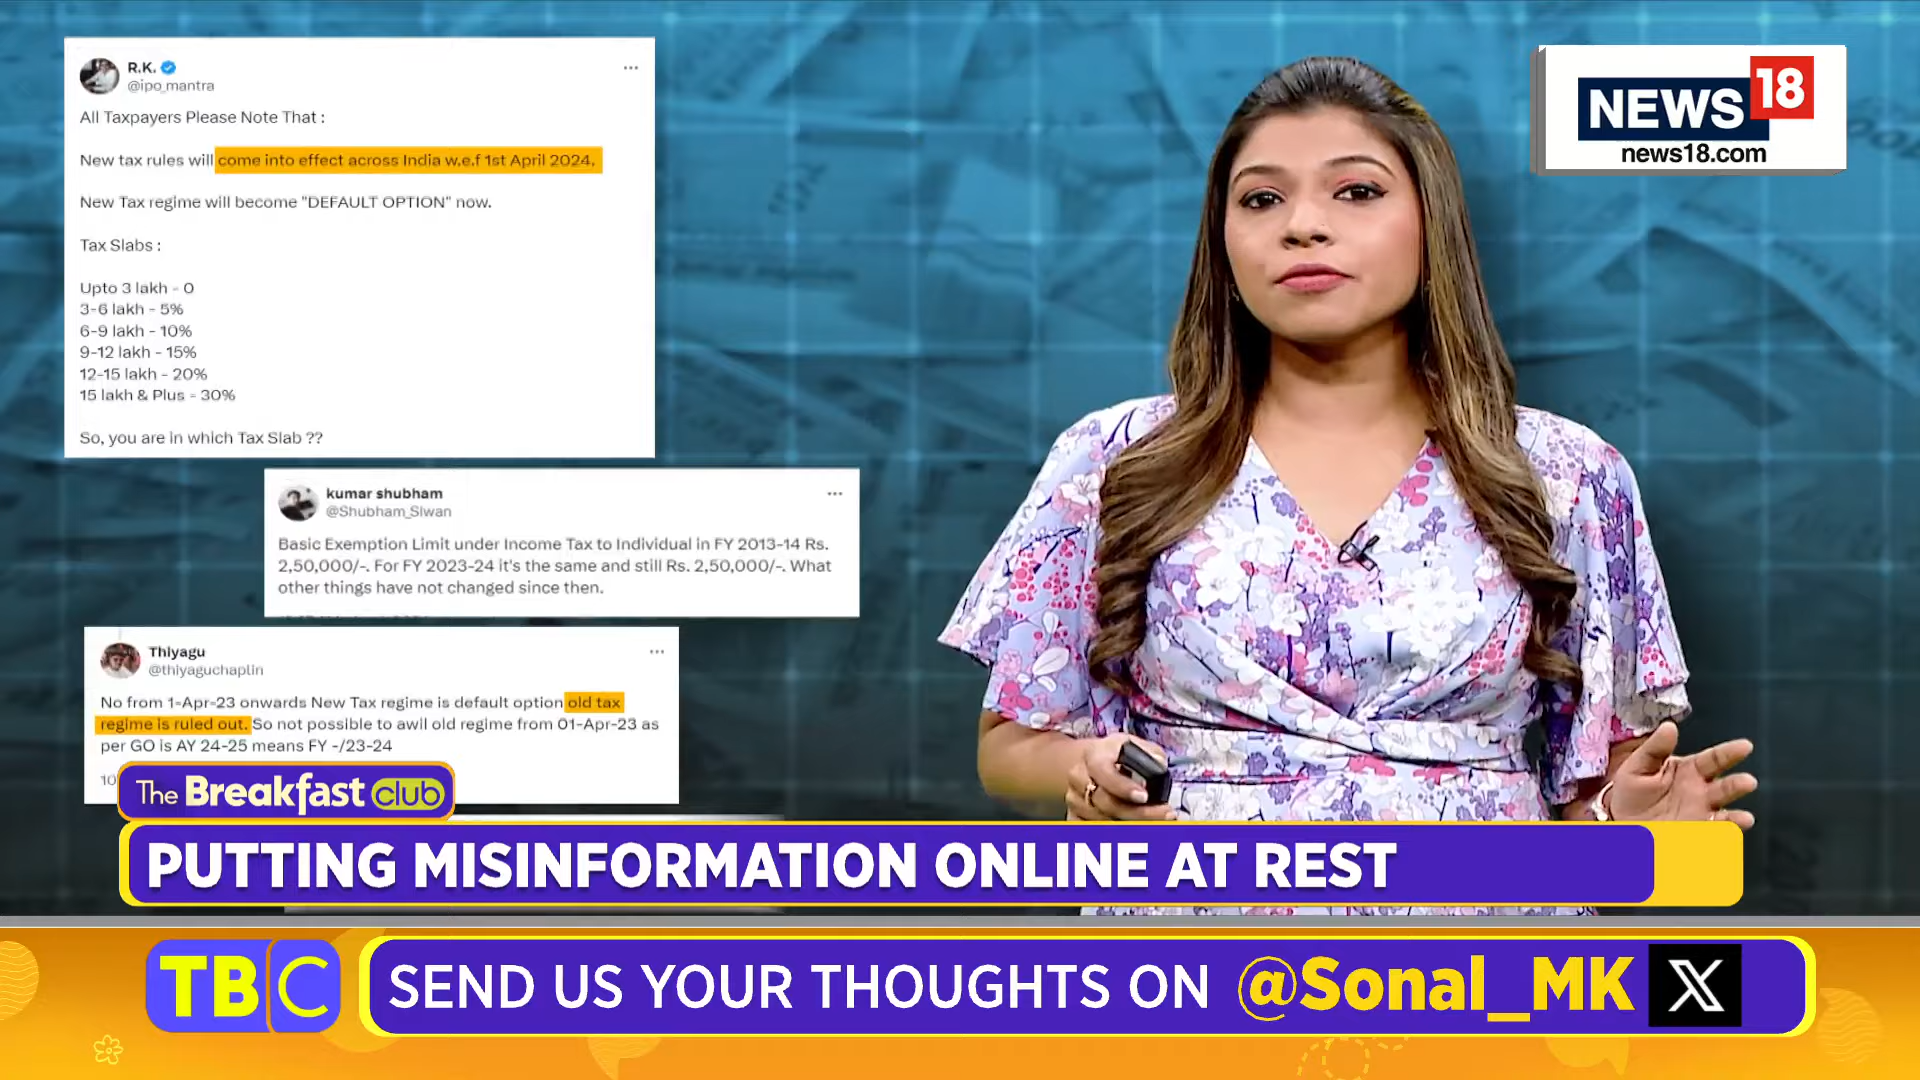 R.K.
@ipo_mantra
All Taxpayers Please Note That :
New tax rules will come into effect across India w.e.f 1st April 2024.
New Tax regime will become "DEFAULT OPTION" now.
Tax Slabs :
Upto 3 lakh - 0
3-6 lakh - 5%
6-9 lakh - 10%
9-12 lakh - 15%
12-15 lakh - 20%
15 lakh & Plus - 30%
So, you are in which Tax Slab ??
kumar shubham
@Shubham_Siwan
Basic Exemption Limit under Income Tax to Individual in FY 2013-14 Rs.
2,50,000/-. For FY 2023-24 it's the same and still Rs. 2,50,000/-. What
other things have not changed since then.
Thiyagu
@thiyaguchaplin
No from 1-Apr-23 onwards New Tax regime is default option old tax
regime is ruled out. So not possible to awil old regime from 01-Apr-23 as
per GO is AY 24-25 means FY -/23-24
10
NEWS 18
news18.com
The Breakfast club
PUTTING MISINFORMATION ONLINE AT REST
TBC SEND US YOUR THOUGHTS ON @Sonal_MK X